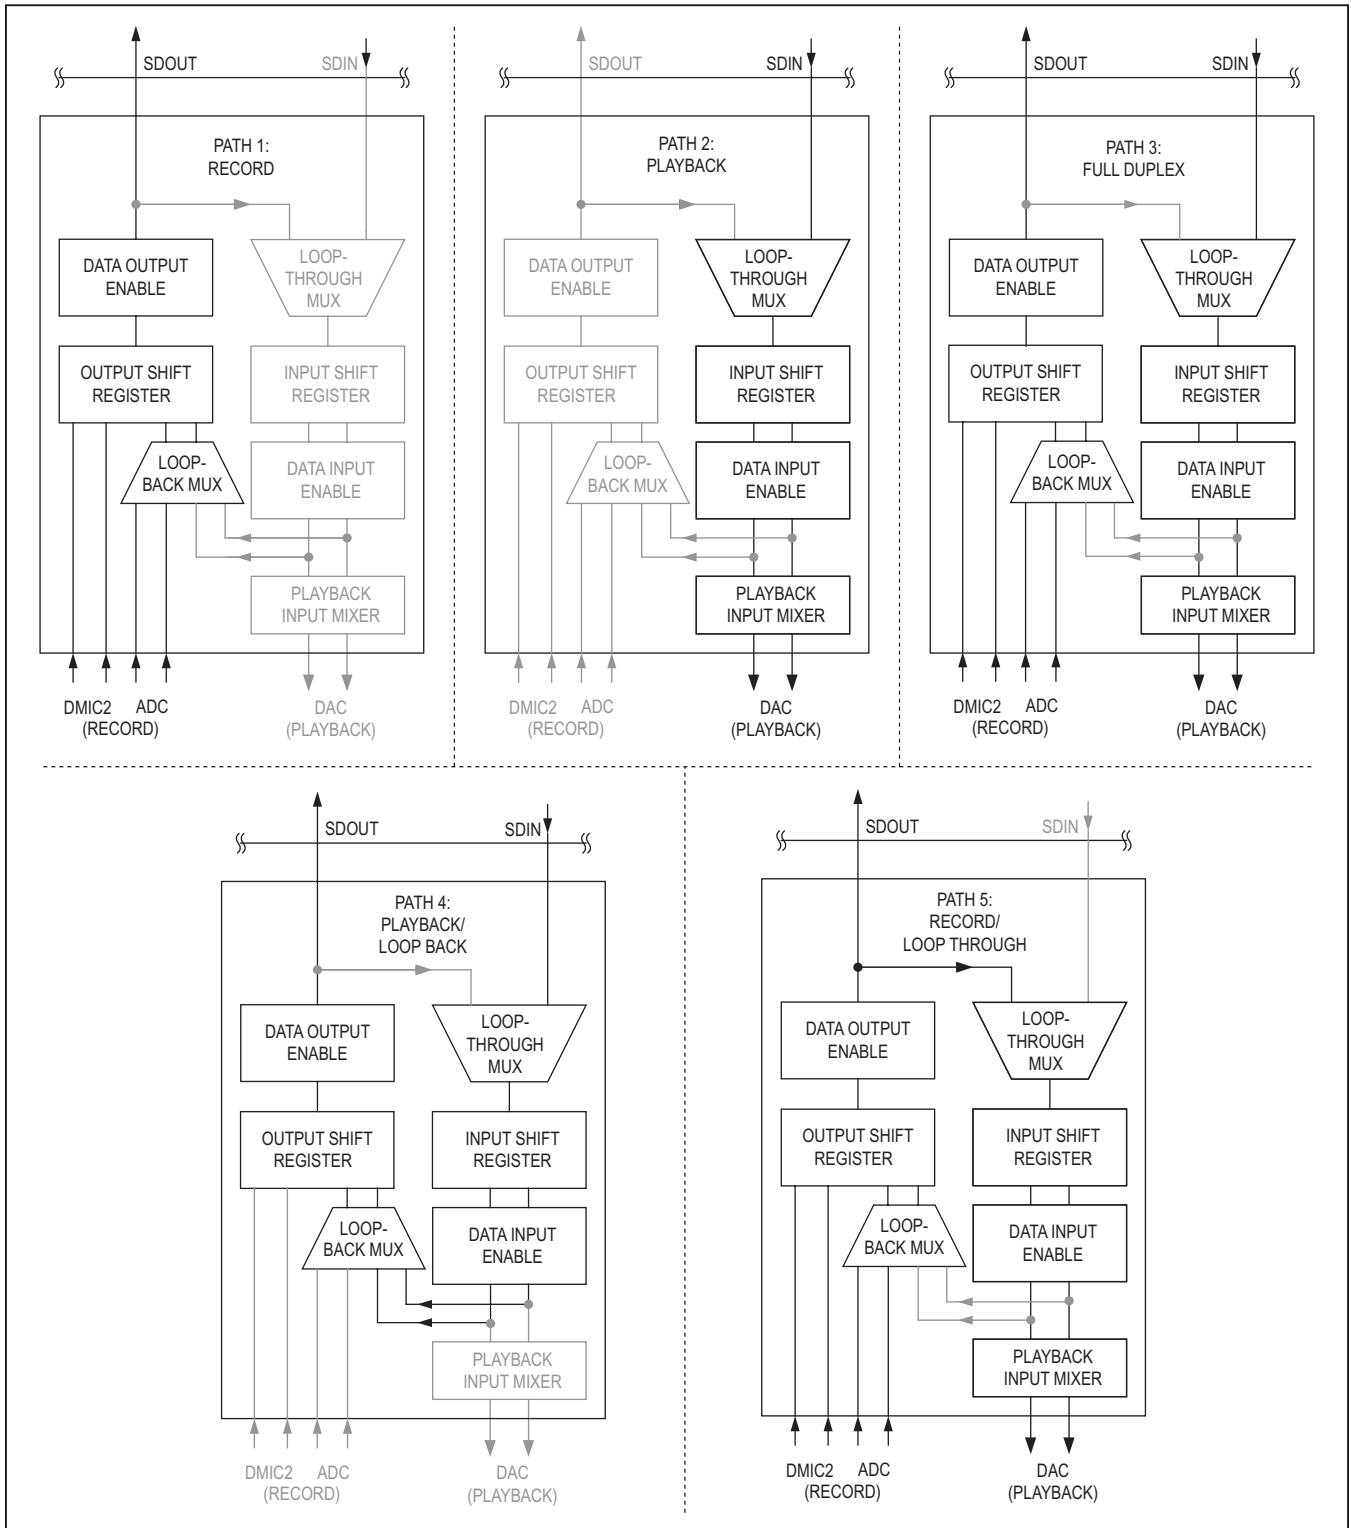 SDOUT
SDIN
PATH 1:
RECORD
DATA OUTPUT
ENABLE
LOOP-
THROUGH
MUX
OUTPUT SHIFT
REGISTER
INPUT SHIFT
REGISTER
LOOP-
BACK MUX
DATA INPUT
ENABLE
PLAYBACK
INPUT MIXER
DMIC2
ADC
(RECORD)
DAC
(PLAYBACK)
SDOUT
SDIN
PATH 2:
PLAYBACK
DATA OUTPUT
ENABLE
LOOP-
THROUGH
MUX
OUTPUT SHIFT
REGISTER
INPUT SHIFT
REGISTER
LOOP-
BACK MUX
DATA INPUT
ENABLE
PLAYBACK
INPUT MIXER
DMIC2
ADC
(RECORD)
DAC
(PLAYBACK)
SDOUT
SDIN
PATH 3:
FULL DUPLEX
DATA OUTPUT
ENABLE
LOOP-
THROUGH
MUX
OUTPUT SHIFT
REGISTER
INPUT SHIFT
REGISTER
LOOP-
BACK MUX
DATA INPUT
ENABLE
PLAYBACK
INPUT MIXER
DMIC2
ADC
(RECORD)
DAC
(PLAYBACK)
SDOUT
SDIN
PATH 4:
PLAYBACK/
LOOP BACK
DATA OUTPUT
ENABLE
LOOP-
THROUGH
MUX
OUTPUT SHIFT
REGISTER
INPUT SHIFT
REGISTER
LOOP-
BACK MUX
DATA INPUT
ENABLE
PLAYBACK
INPUT MIXER
DMIC2
ADC
(RECORD)
DAC
(PLAYBACK)
SDOUT
SDIN
PATH 5:
RECORD/
LOOP THROUGH
DATA OUTPUT
ENABLE
LOOP-
THROUGH
MUX
OUTPUT SHIFT
REGISTER
INPUT SHIFT
REGISTER
LOOP-
BACK MUX
DATA INPUT
ENABLE
PLAYBACK
INPUT MIXER
DMIC2
ADC
(RECORD)
DAC
(PLAYBACK)